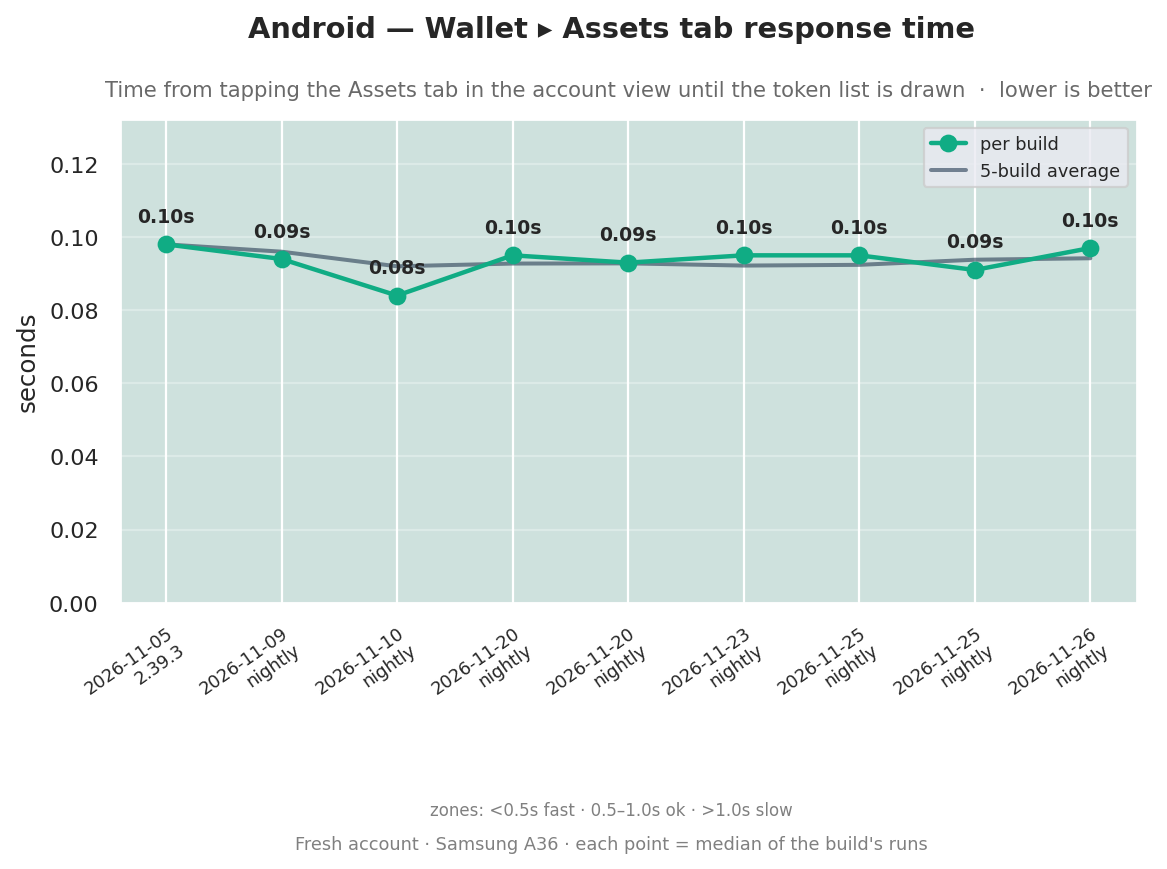 Android — Wallet ▸ Assets tab response time
Time from tapping the Assets tab in the account view until the token list is drawn · lower is better
per build
5-build average
0.12
0.10
0.08
0.06
0.04
0.02
0.00
seconds
0.10s
0.09s
0.08s
0.10s
0.09s
0.10s
0.10s
0.09s
0.10s
2026-11-05
2.39.3
2026-11-09
nightly
2026-11-10
nightly
2026-11-20
nightly
2026-11-20
nightly
2026-11-23
nightly
2026-11-25
nightly
2026-11-25
nightly
2026-11-26
nightly
zones: <0.5s fast · 0.5–1.0s ok · >1.0s slow
Fresh account · Samsung A36 · each point = median of the build's runs